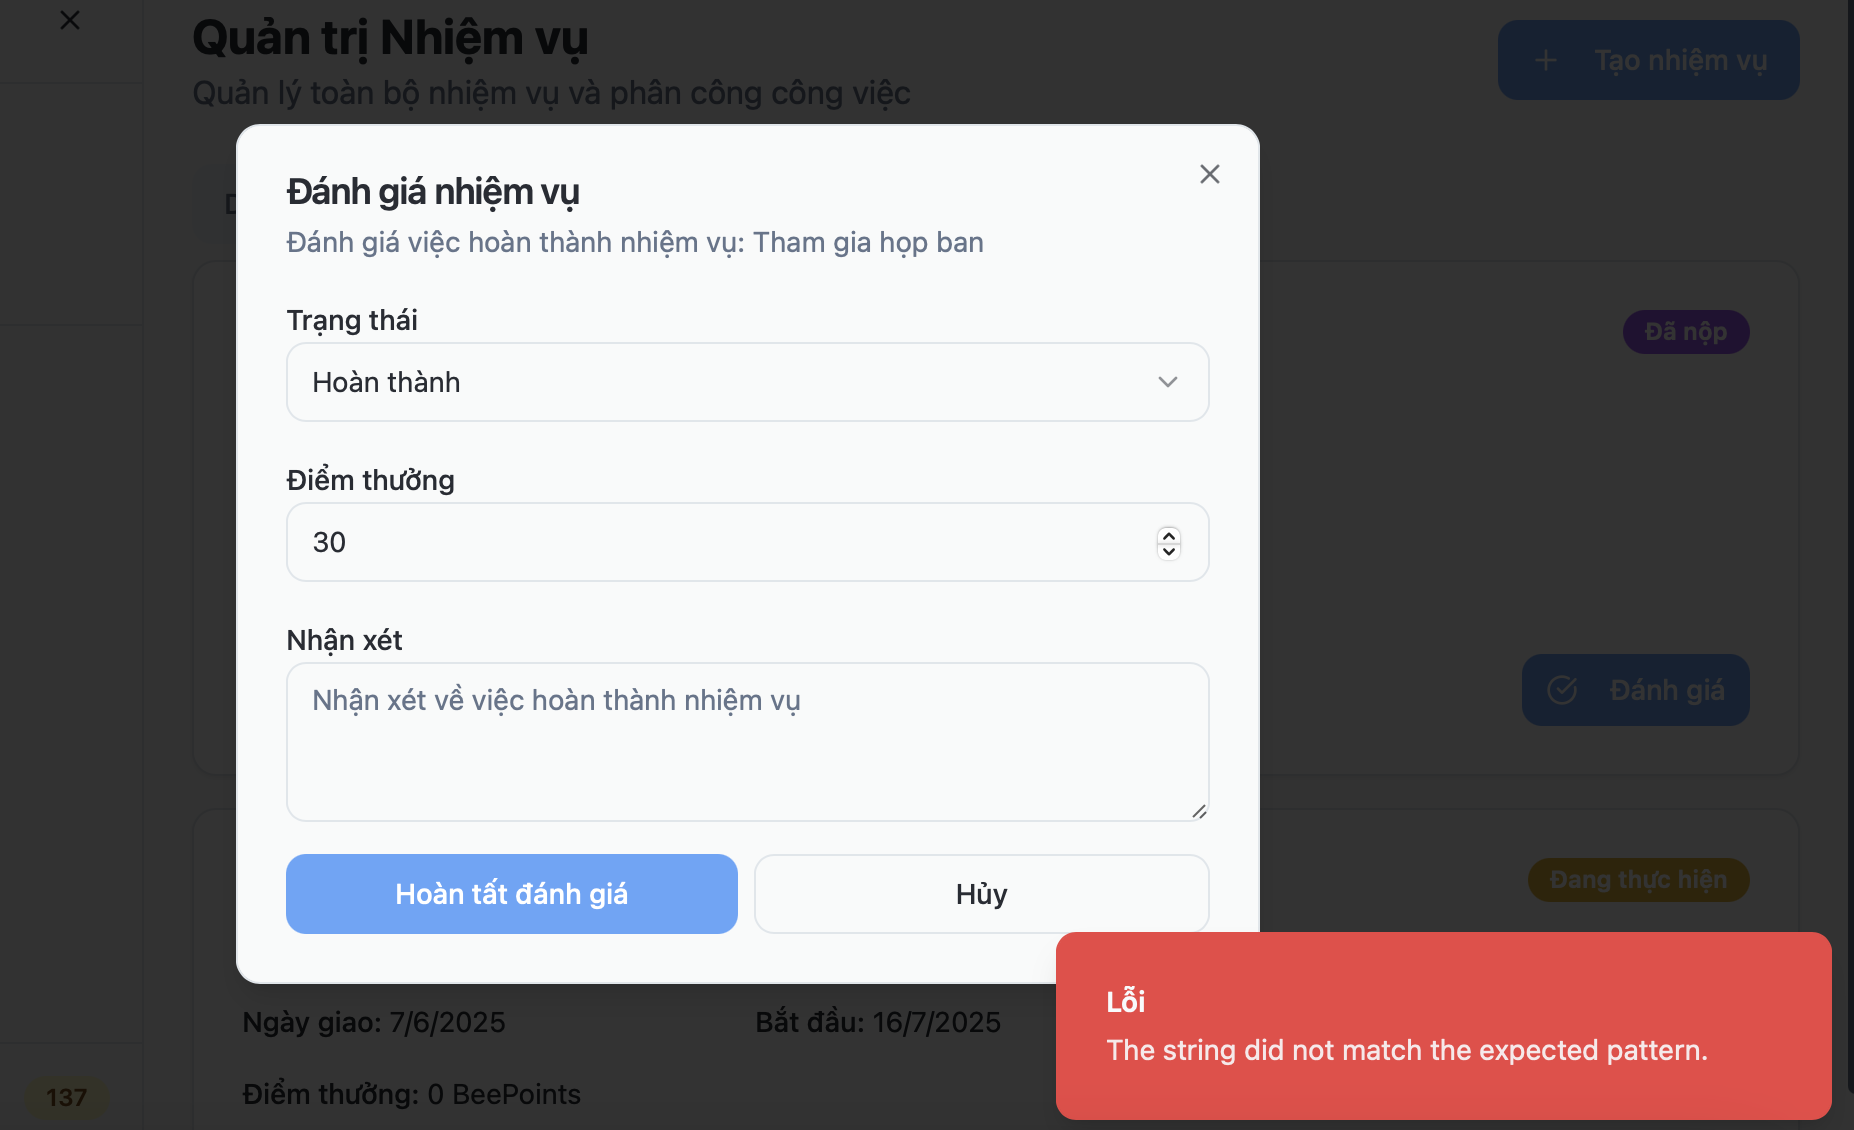 Quản trị Nhiệm vụ
Quản lý toàn bộ nhiệm vụ và phân công công việc
Tạo nhiệm vụ
Đánh giá nhiệm vụ
Đánh giá việc hoàn thành nhiệm vụ: Tham gia họp ban
Trạng thái
Hoàn thành
Đã nộp
Điểm thưởng
30
Nhận xét
Nhận xét về việc hoàn thành nhiệm vụ
Đánh giá
Hoàn tất đánh giá
Hủy
Đang thực hiện
Ngày giao: 7/6/2025
Bắt đầu: 16/7/2025
Điểm thưởng: 0 BeePoints
137
Lỗi
The string did not match the expected pattern.